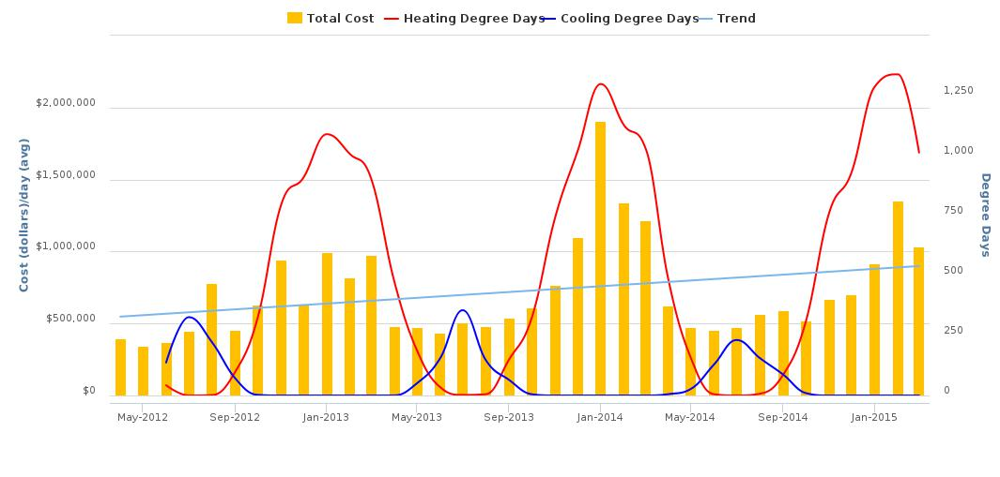 Total Cost Heating Degree Days Cooling Degree Days Trend
$2,000,000
$1,500,000
$1,000,000
$500,000
$0
Cost (dollars)/day (avg)
1,250
1,000
750
500
250
0
Degree Days
May-2012 Sep-2012 Jan-2013 May-2013 Sep-2013 Jan-2014 May-2014 Sep-2014 Jan-2015